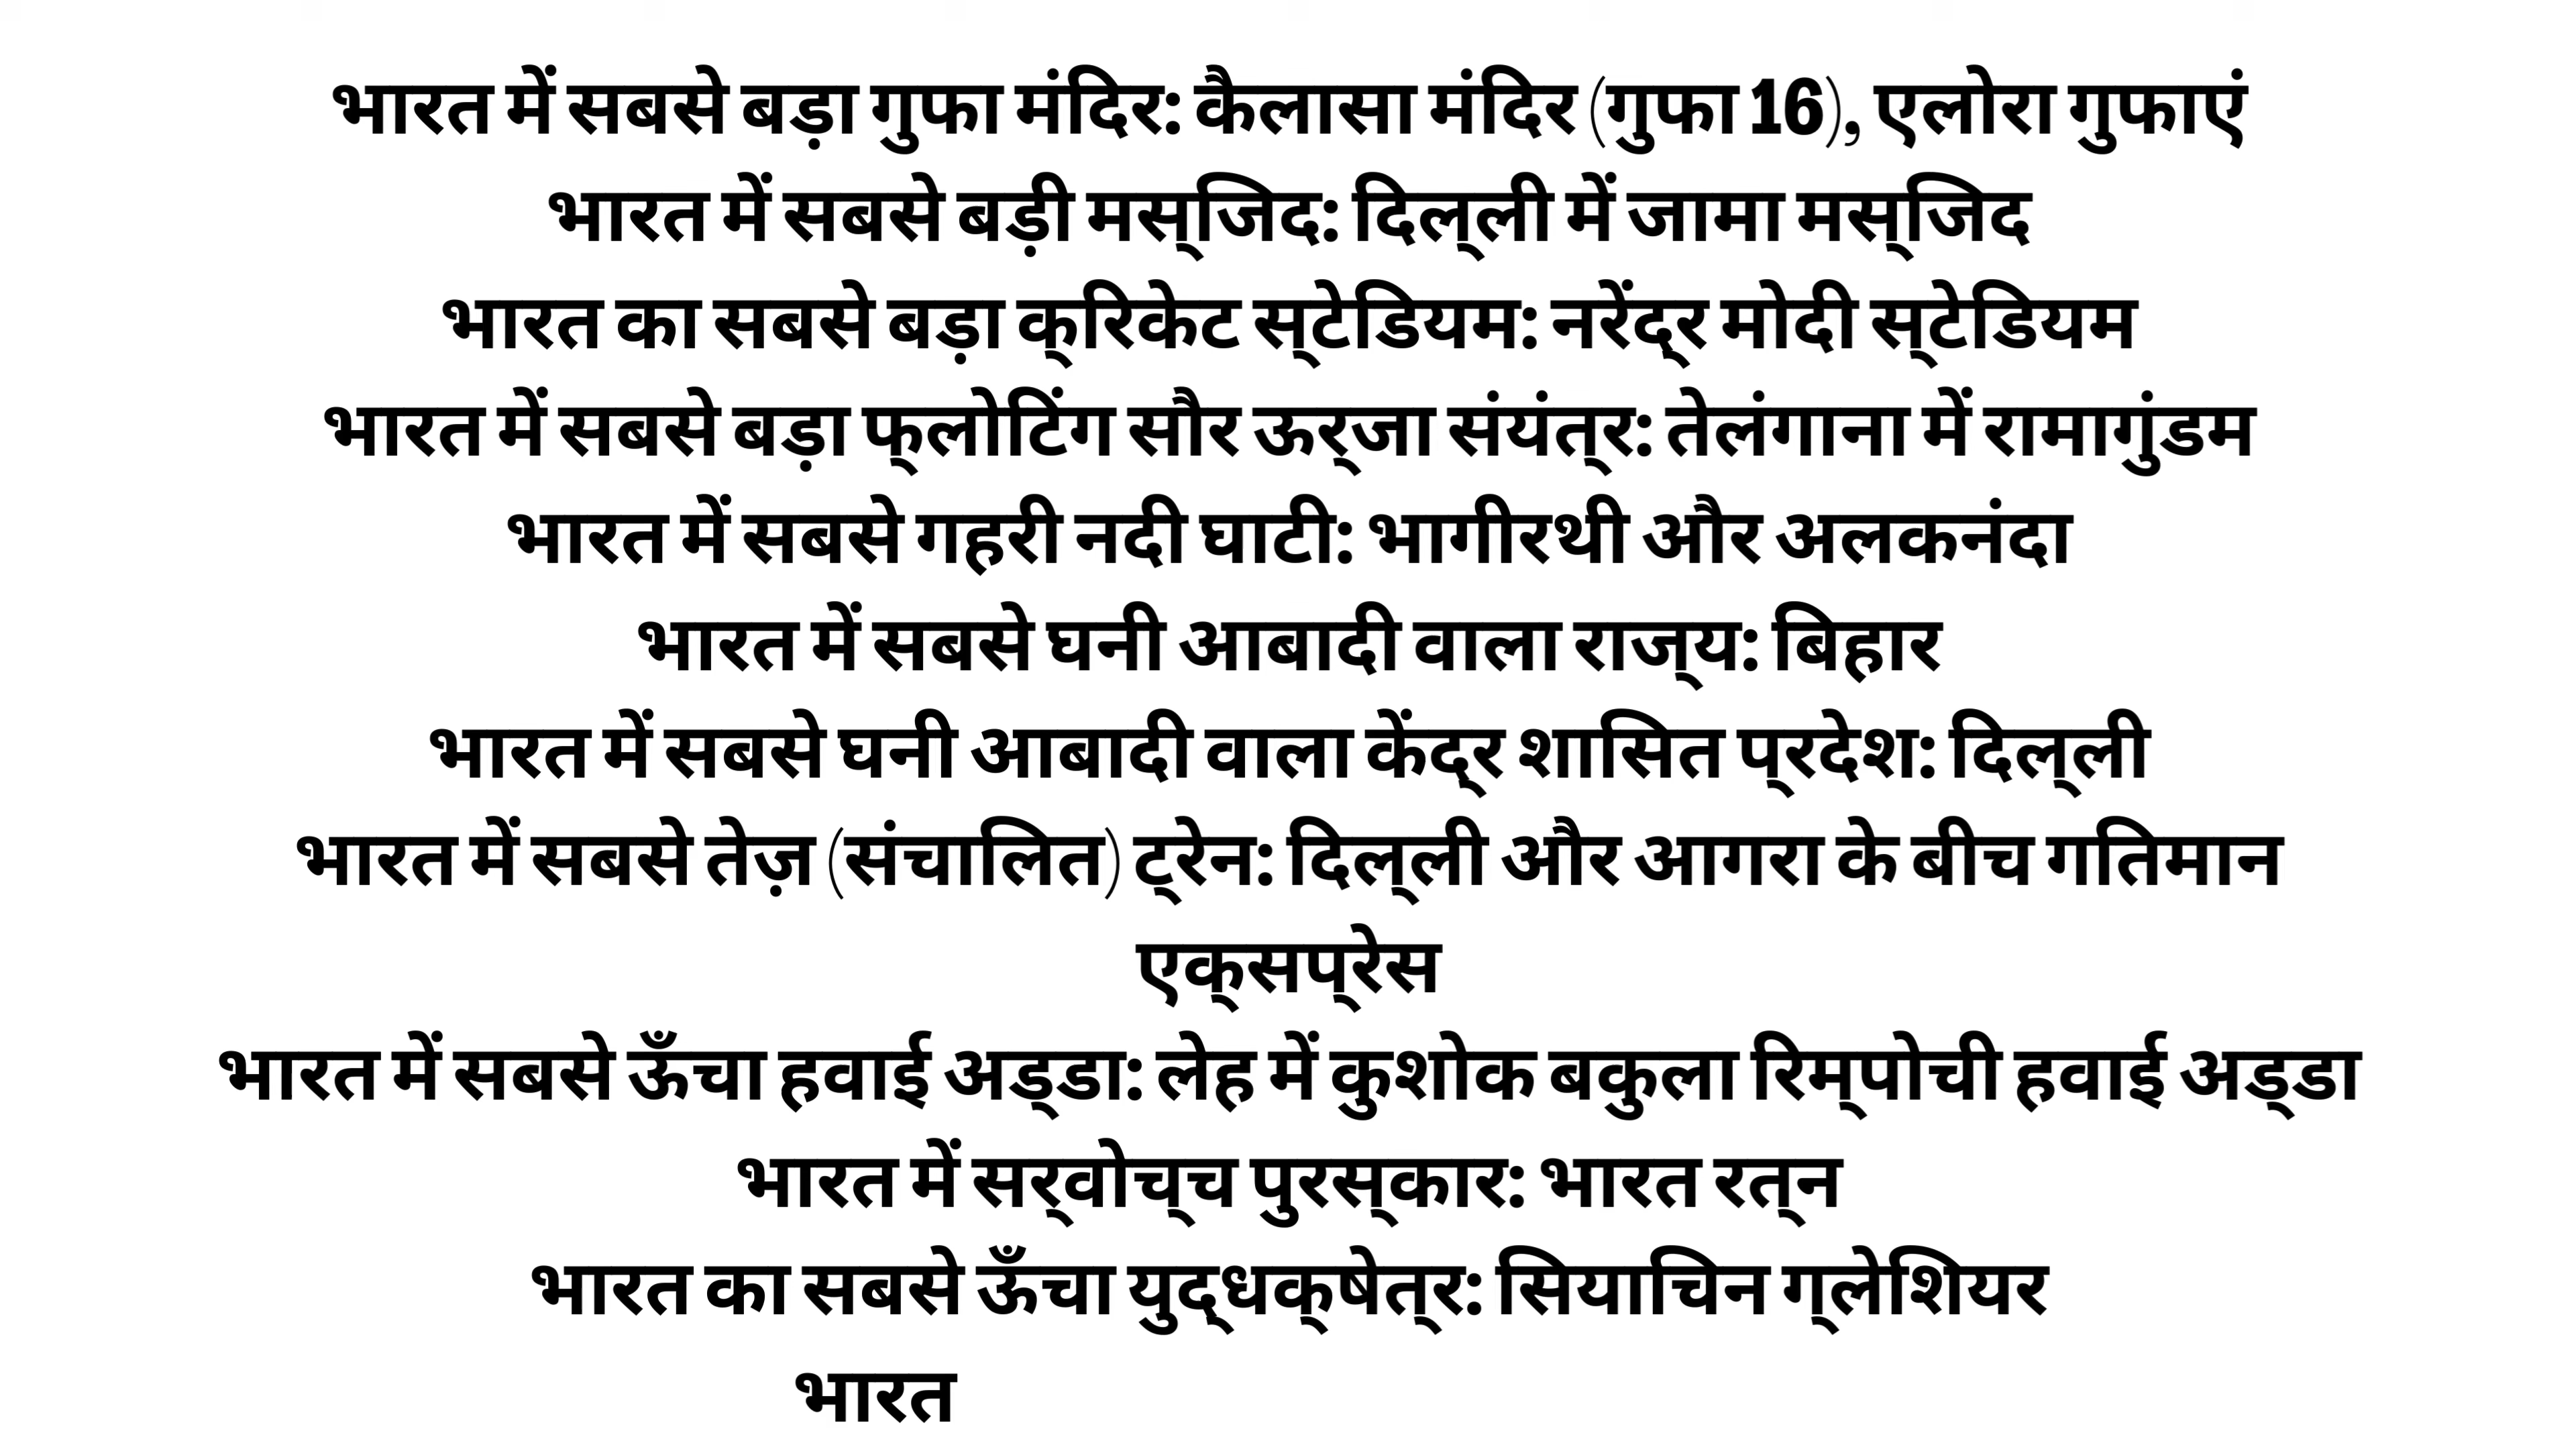 भारत में सबसे बड़ा गुफा मंदिर: कैलासा मंदिर (गुफा 16), एलोरा गुफाएं
भारत में सबसे बड़ी मस्जिद: दिल्ली में जामा मस्जिद
भारत का सबसे बड़ा क्रिकेट स्टेडियम: नरेंद्र मोदी स्टेडियम
भारत में सबसे बड़ा फ्लोटिंग सौर ऊर्जा संयंत्र: तेलंगाना में रामागुंडम
भारत में सबसे गहरी नदी घाटी: भागीरथी और अलकनंदा
भारत में सबसे घनी आबादी वाला राज्य: बिहार
भारत में सबसे घनी आबादी वाला केंद्र शासित प्रदेश: दिल्ली
भारत में सबसे तेज़ (संचालित) ट्रेन: दिल्ली और आगरा के बीच गतिमान
एक्सप्रेस
भारत में सबसे ऊँचा हवाई अड्डा: लेह में कुशोक बकुला रिम्पोची हवाई अड्डा
भारत में सर्वोच्च पुरस्कार: भारत रत्न
भारत का सबसे ऊँचा युद्धक्षेत्र: सियाचिन ग्लेशियर
भारत